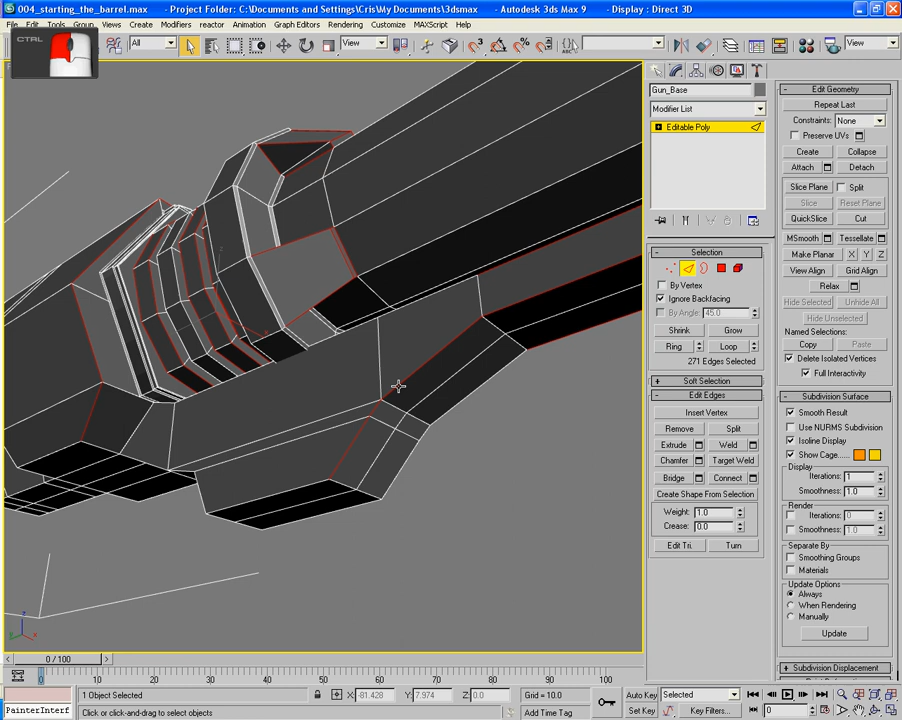 004_starting_the_barrel.max - Project Folder: C:\Documents and Settings\Cris\My Documents\3dsmax - Autodesk 3ds Max 9 - Display : Direct 3D
File Edit Tools Group Views Create Modifiers reactor Animation Graph Editors Rendering Customize MAXScript Help
CTRL
All View View
Gun_Base
Modifier List
Editable Poly
Selection
By Vertex
Ignore Backfacing
By Angle: 45.0
Shrink Grow
Ring Loop
271 Edges Selected
Soft Selection
Edit Edges
Insert Vertex
Remove Split
Extrude Weld
Chamfer Target Weld
Bridge Connect
Create Shape From Selection
Weight: 1.0
Crease: 0.0
Edit Tri. Turn
Edit Geometry
Repeat Last
Constraints: None
Preserve UVs
Create Collapse
Attach Detach
Slice Plane Split
Slice Reset Plane
QuickSlice Cut
MSmooth Tessellate
Make Planar X Y Z
View Align Grid Align
Relax
Hide Selected Unhide All
Hide Unselected
Named Selections:
Copy Paste
Delete Isolated Vertices
Full Interactivity
Subdivision Surface
Smooth Result
Use NURMS Subdivision
Isoline Display
Show Cage......
Display
Iterations: 1
Smoothness: 1.0
Render
Iterations: 0
Smoothness: 1.0
Separate By
Smoothing Groups
Materials
Update Options
Always
When Rendering
Manually
Update
Subdivision Displacement
z
x
y
0 / 100
0 10 20 30 40 50 60 70 80 90 100
1 Object Selected X: -81.428 Y: 7.974 Z: 0.0 Grid = 10.0 Auto Key Selected
PainterInterf Click or click-and-drag to select objects Add Time Tag Set Key Key Filters... 0